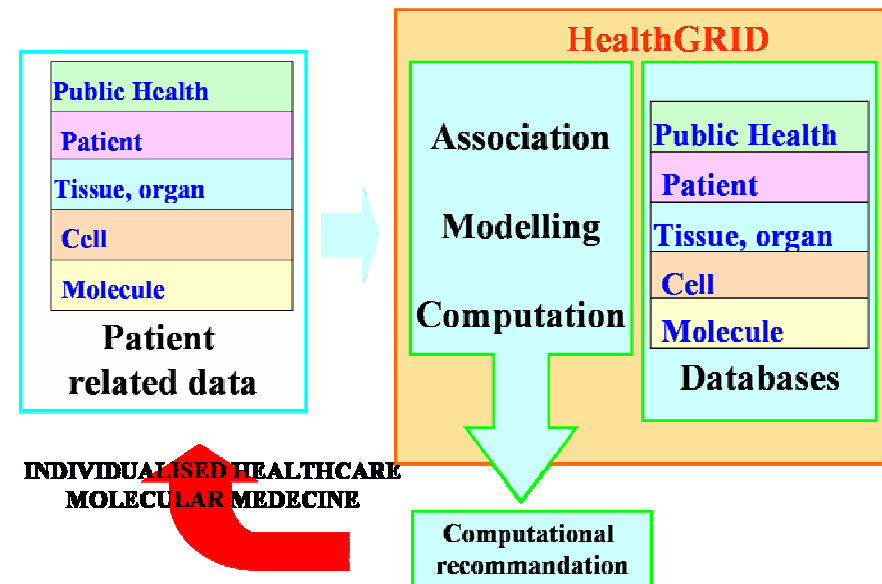 Public Health
Patient
Tissue, organ
Cell
Molecule
Patient
related data
HealthGRID
Association
Modelling
Computation
Public Health
Patient
Tissue, organ
Cell
Molecule
Databases
INDIVIDUALISED HEALTHCARE
MOLECULAR MEDECINE
Computational
recommandation